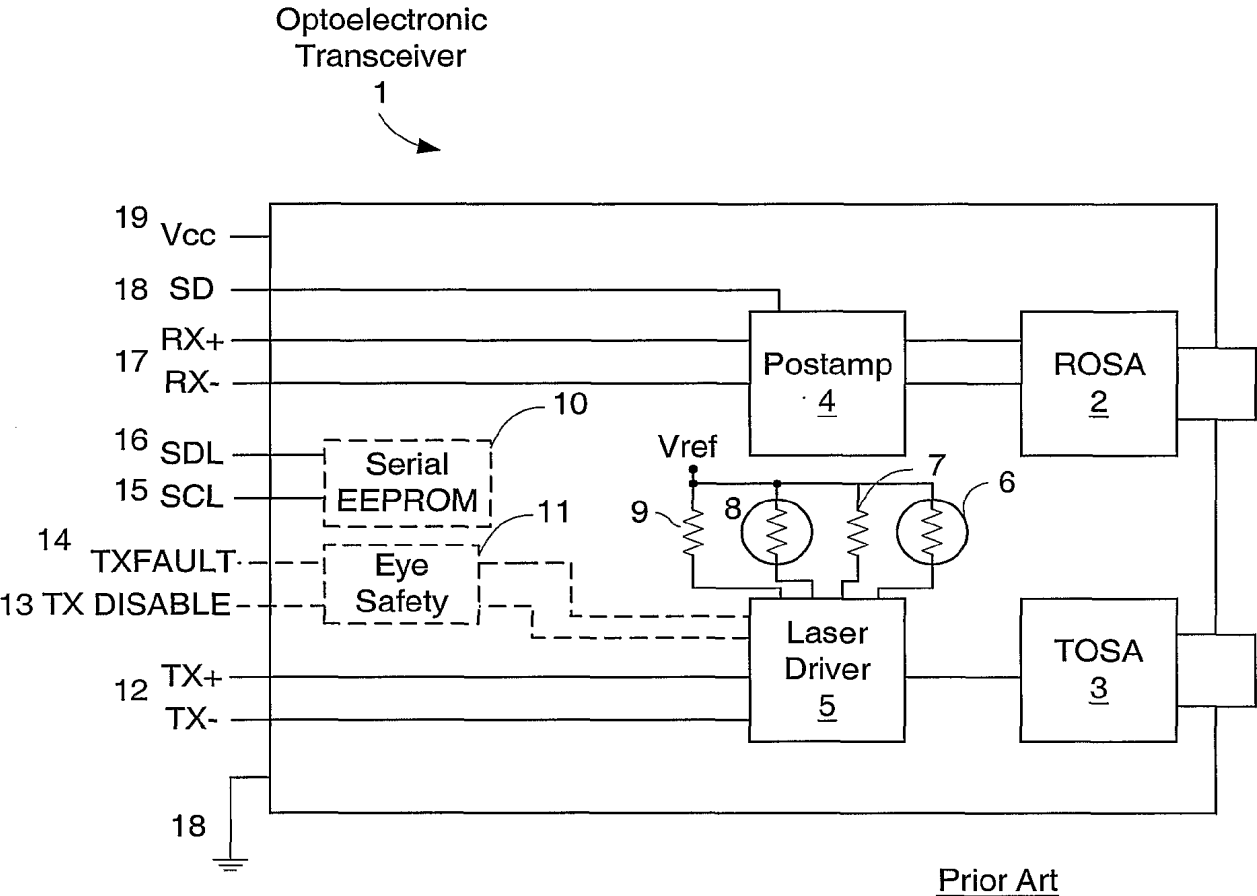 Optoelectronic
Transceiver
1
19
Vcc
18 SD
RX+
17
RX-
Postamp
4
ROSA
2
10
16
SDL
15 SCL
Serial
EEPROM
Vref
9
8
7
6
11
14
TXFAULT
13 TX DISABLE
Eye
Safety
Laser
Driver
5
TOSA
3
TX+
12
TX-
18
Prior Art